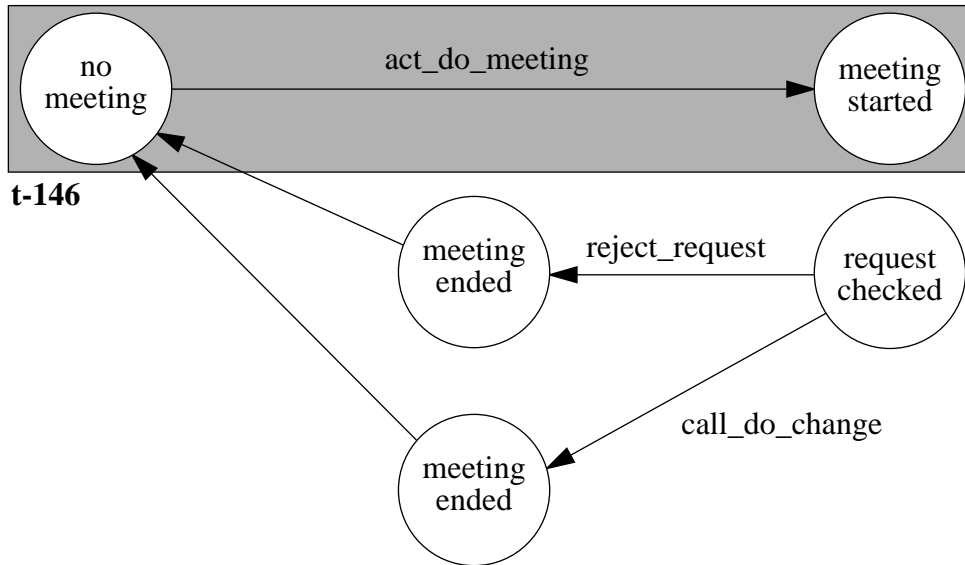 no
meeting
act_do_meeting
meeting
started
t-146
meeting
ended
reject_request
request
checked
call_do_change
meeting
ended